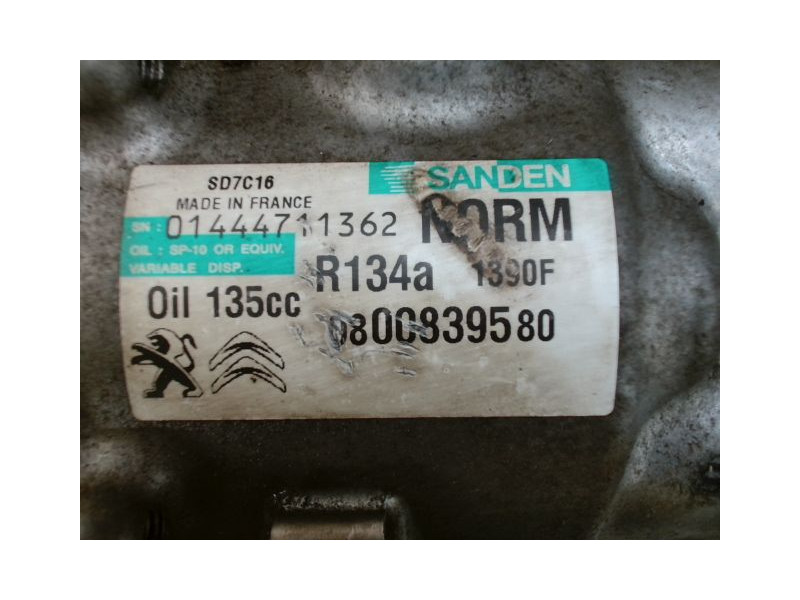 SD7C16
MADE IN FRANCE
SANDEN
SN : 01444711362
NORM
OIL : SP-10 OR EQUIV.
VARIABLE DISP.
R134a 1390F
Oil 135cc